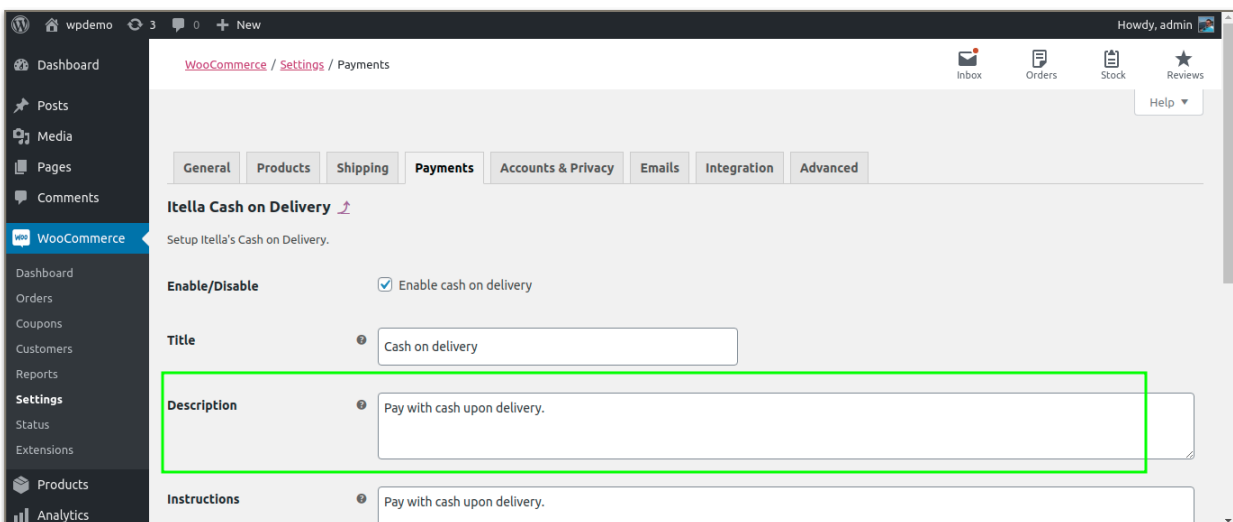 wpdemo 3 0 + New Howdy, admin
Dashboard
Posts
Media
Pages
Comments
WooCommerce
Dashboard
Orders
Coupons
Customers
Reports
Settings
Status
Extensions
Products
Analytics
WooCommerce / Settings / Payments
Inbox Orders Stock Reviews
Help
General Products Shipping Payments Accounts & Privacy Emails Integration Advanced
Itella Cash on Delivery
Setup Itella's Cash on Delivery.
Enable/Disable Enable cash on delivery
Title Cash on delivery
Description Pay with cash upon delivery.
Instructions Pay with cash upon delivery.